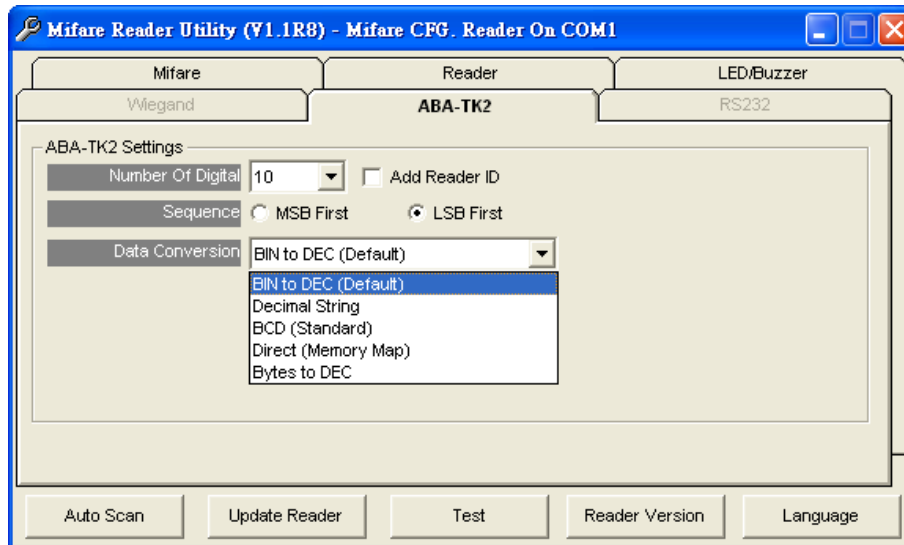 Mifare Reader Utility (V1.1R8) - Mifare CFG. Reader On COM1
Mifare Reader LED/Buzzer
Wiegand ABA-TK2 RS232
ABA-TK2 Settings
Number Of Digital 10 Add Reader ID
Sequence MSB First LSB First
Data Conversion BIN to DEC (Default)
BIN to DEC (Default)
Decimal String
BCD (Standard)
Direct (Memory Map)
Bytes to DEC
Auto Scan Update Reader Test Reader Version Language